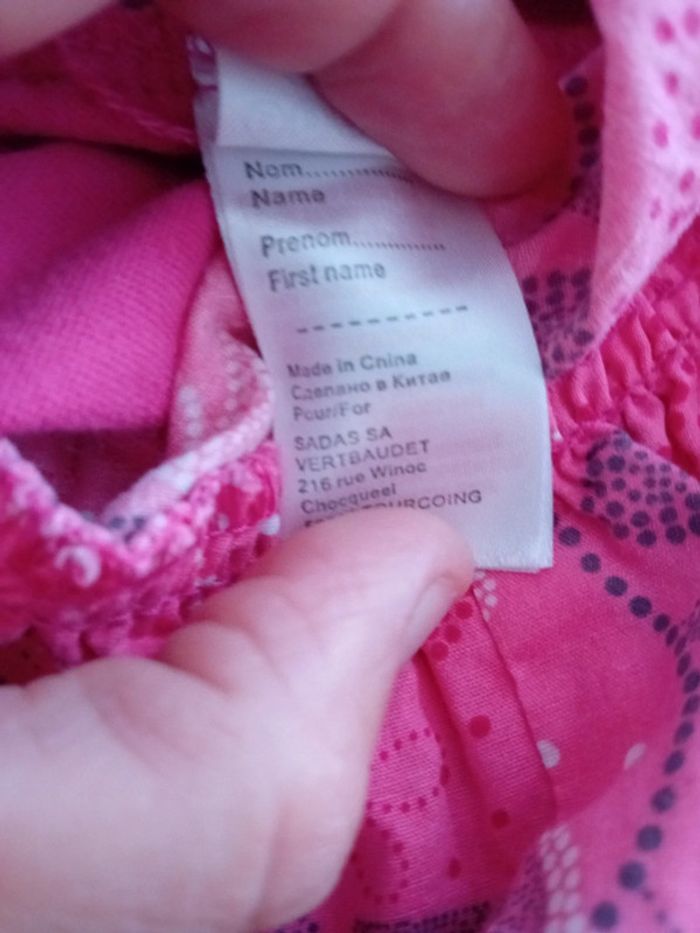 Nom................
Name
Prenom..............
First name
----------
Made in China
Сделано в Китае
Pour/For
SADAS SA
VERTBAUDET
216 rue Winoc
Chocqueel
TOURCOING